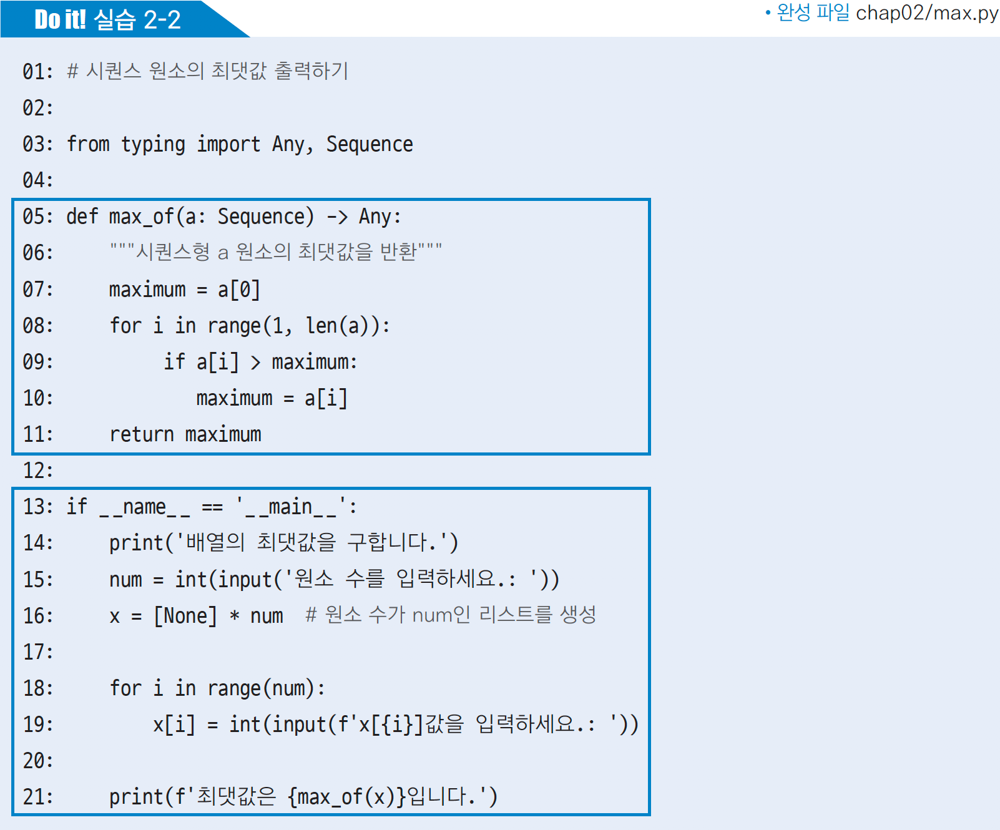 Do it! 실습 2-2
• 완성 파일 chap02/max.py
01: # 시퀀스 원소의 최댓값 출력하기
02:
03: from typing import Any, Sequence
04:
05: def max_of(a: Sequence) -> Any:
06:     """시퀀스형 a 원소의 최댓값을 반환"""
07:     maximum = a[0]
08:     for i in range(1, len(a)):
09:          if a[i] > maximum:
10:             maximum = a[i]
11:     return maximum
12:
13: if __name__ == '__main__':
14:     print('배열의 최댓값을 구합니다.')
15:     num = int(input('원소 수를 입력하세요.: '))
16:     x = [None] * num  # 원소 수가 num인 리스트를 생성
17:
18:     for i in range(num):
19:         x[i] = int(input(f'x[{i}]값을 입력하세요.: '))
20:
21:     print(f'최댓값은 {max_of(x)}입니다.')